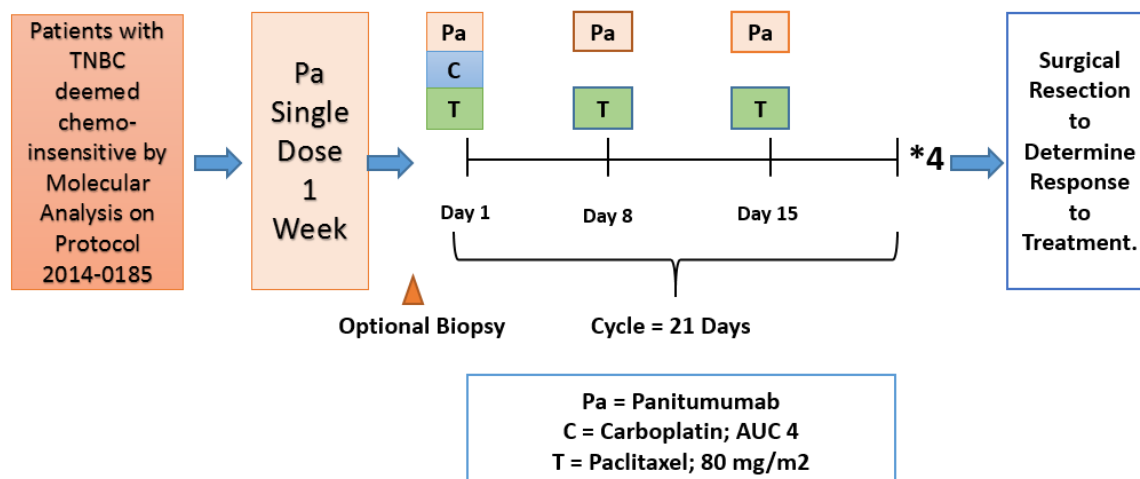 Patients with
TNBC
deemed
chemo-
insensitive by
Molecular
Analysis on
Protocol
2014-0185
Pa
Single
Dose
1
Week
Pa
C
T
Pa
T
Pa
T
*4
Day 1
Day 8
Day 15
Optional Biopsy
Cycle = 21 Days
Surgical
Resection
to
Determine
Response
to
Treatment.
Pa = Panitumumab
C = Carboplatin; AUC 4
T = Paclitaxel; 80 mg/m2